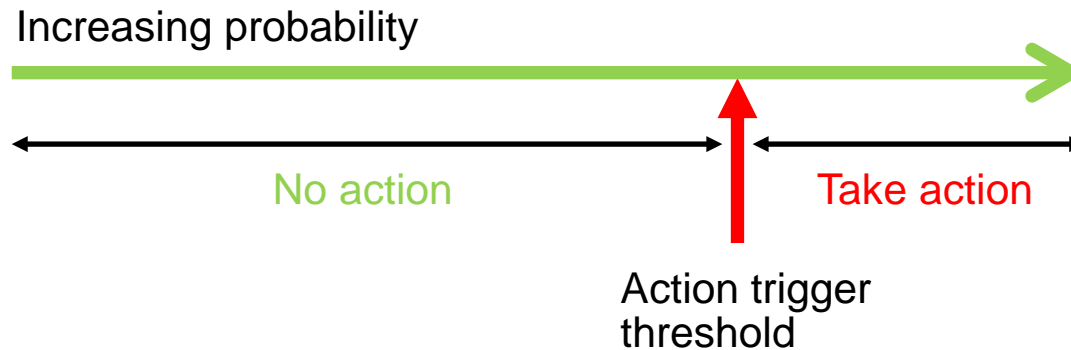 Increasing probability
No action
Take action
Action trigger
threshold